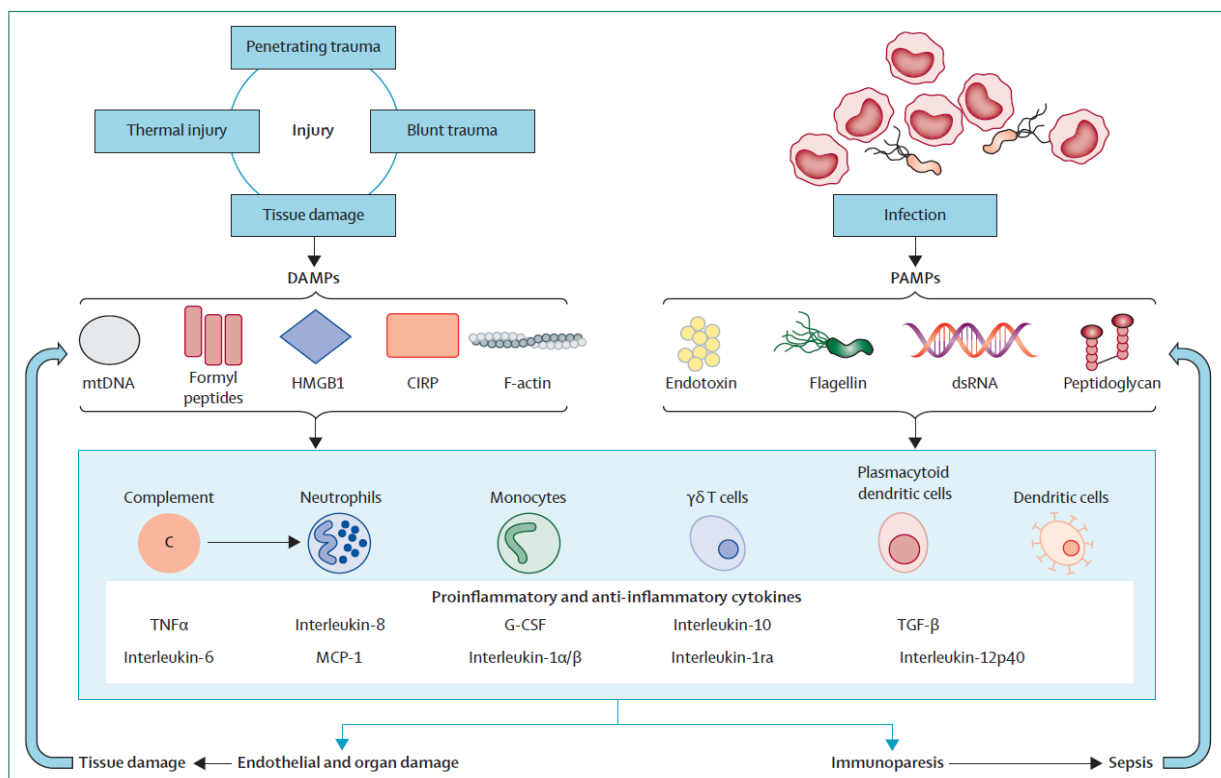 Penetrating trauma
Thermal injury
Injury
Blunt trauma
Tissue damage
Infection
DAMPs
PAMPs
mtDNA
Formyl
peptides
HMGB1
CIRP
F-actin
Endotoxin
Flagellin
dsRNA
Peptidoglycan
Complement
Neutrophils
Monocytes
γδ T cells
Plasmacytoid
dendritic cells
Dendritic cells
C
Proinflammatory and anti-inflammatory cytokines
TNFα
Interleukin-8
G-CSF
Interleukin-10
TGF-β
Interleukin-6
MCP-1
Interleukin-1α/β
Interleukin-1ra
Interleukin-12p40
Tissue damage
Endothelial and organ damage
Immunoparesis
Sepsis